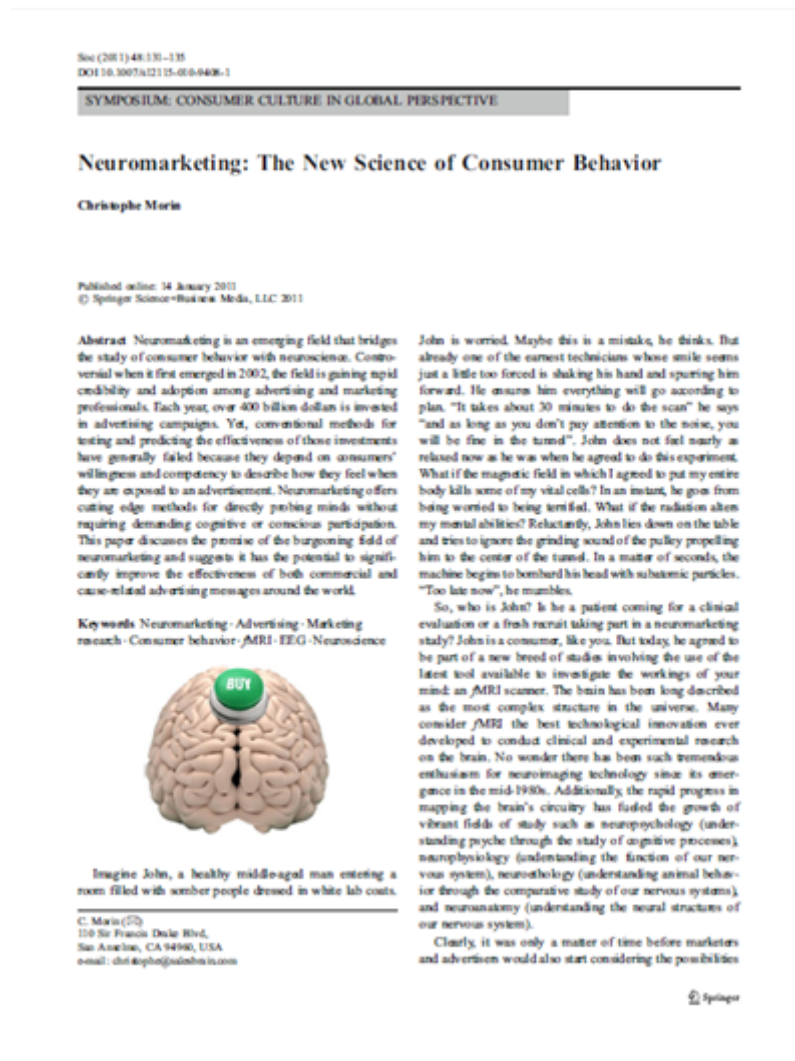 Soc (2011) 48:131–135
DOI 10.1007/s12115-010-9408-1
SYMPOSIUM: CONSUMER CULTURE IN GLOBAL PERSPECTIVE
Neuromarketing: The New Science of Consumer Behavior
Christophe Morin
Published online: 14 January 2011
© Springer Science+Business Media, LLC 2011
Abstract Neuromarketing is an emerging field that bridges
the study of consumer behavior with neuroscience. Contro-
versial when it first emerged in 2002, the field is gaining rapid
credibility and adoption among advertising and marketing
professionals. Each year, over 400 billion dollars is invested
in advertising campaigns. Yet, conventional methods for
testing and predicting the effectiveness of those investments
have generally failed because they depend on consumers'
willingness and competency to describe how they feel when
they are exposed to an advertisement. Neuromarketing offers
cutting edge methods for directly probing minds without
requiring demanding cognitive or conscious participation.
This paper discusses the promise of the burgeoning field of
neuromarketing and suggests it has the potential to signifi-
cantly improve the effectiveness of both commercial and
cause-related advertising messages around the world.
Keywords Neuromarketing · Advertising · Marketing
research · Consumer behavior · fMRI · EEG · Neuroscience
BUY
Imagine John, a healthy middle-aged man entering a
room filled with somber people dressed in white lab coats.
C. Morin (✉)
110 Sir Francis Drake Blvd,
San Anselmo, CA 94960, USA
e-mail: christophe@salesbrain.com
John is worried. Maybe this is a mistake, he thinks. But
already one of the earnest technicians whose smile seems
just a little too forced is shaking his hand and spurring him
forward. He ensures him everything will go according to
plan. "It takes about 30 minutes to do the scan" he says
"and as long as you don't pay attention to the noise, you
will be fine in the tunnel". John does not feel nearly as
relaxed now as he was when he agreed to do this experiment.
What if the magnetic field in which I agreed to put my entire
body kills some of my vital cells? In an instant, he goes from
being worried to being terrified. What if the radiation alters
my mental abilities? Reluctantly, John lies down on the table
and tries to ignore the grinding sound of the pulley propelling
him to the center of the tunnel. In a matter of seconds, the
machine begins to bombard his head with subatomic particles.
"Too late now", he mumbles.
So, who is John? Is he a patient coming for a clinical
evaluation or a fresh recruit taking part in a neuromarketing
study? John is a consumer, like you. But today, he agreed to
be part of a new breed of studies involving the use of the
latest tool available to investigate the workings of your
mind: an fMRI scanner. The brain has been long described
as the most complex structure in the universe. Many
consider fMRI the best technological innovation ever
developed to conduct clinical and experimental research
on the brain. No wonder there has been such tremendous
enthusiasm for neuroimaging technology since its emer-
gence in the mid-1980s. Additionally, the rapid progress in
mapping the brain's circuitry has fueled the growth of
vibrant fields of study such as neuropsychology (under-
standing psyche through the study of cognitive processes),
neurophysiology (understanding the function of our ner-
vous system), neuroethology (understanding animal behav-
ior through the comparative study of our nervous systems),
and neuroanatomy (understanding the neural structures of
our nervous system).
Clearly, it was only a matter of time before marketers
and advertisers would also start considering the possibilities
Springer